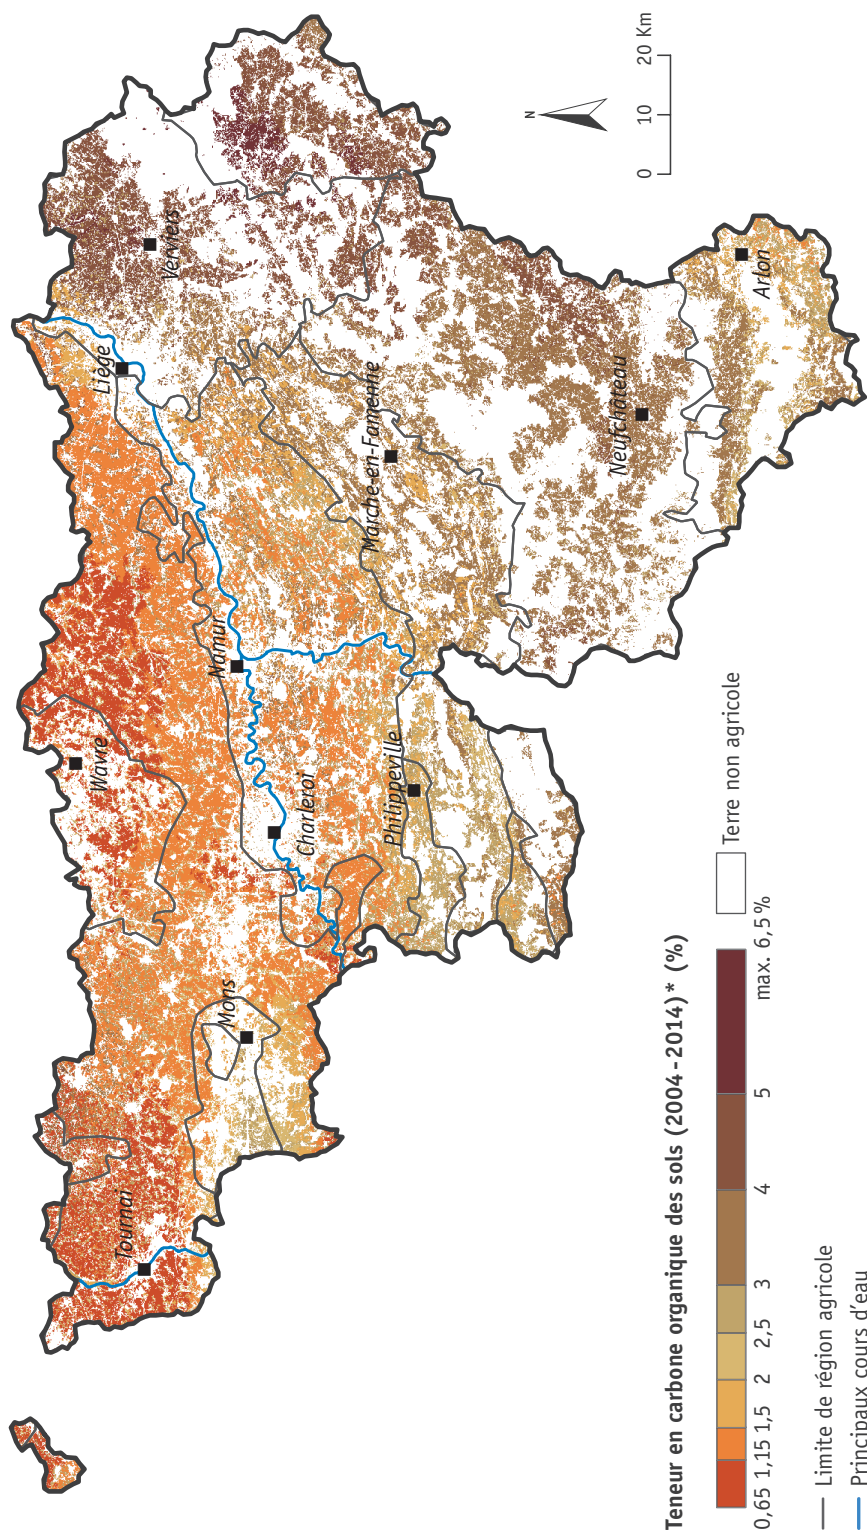 Tournai
Mons
Wavre
Charleroi
Namur
Philippeville
Liège
Verviers
Marche-en-Famenne
Neufchâteau
Arlon
N
0 10 20 Km
Teneur en carbone organique des sols (2004-2014)* (%)
0,65 1,15 1,5 2 2,5 3 4 5 max. 6,5 %
Terre non agricole
Limite de région agricole
Principaux cours d'eau